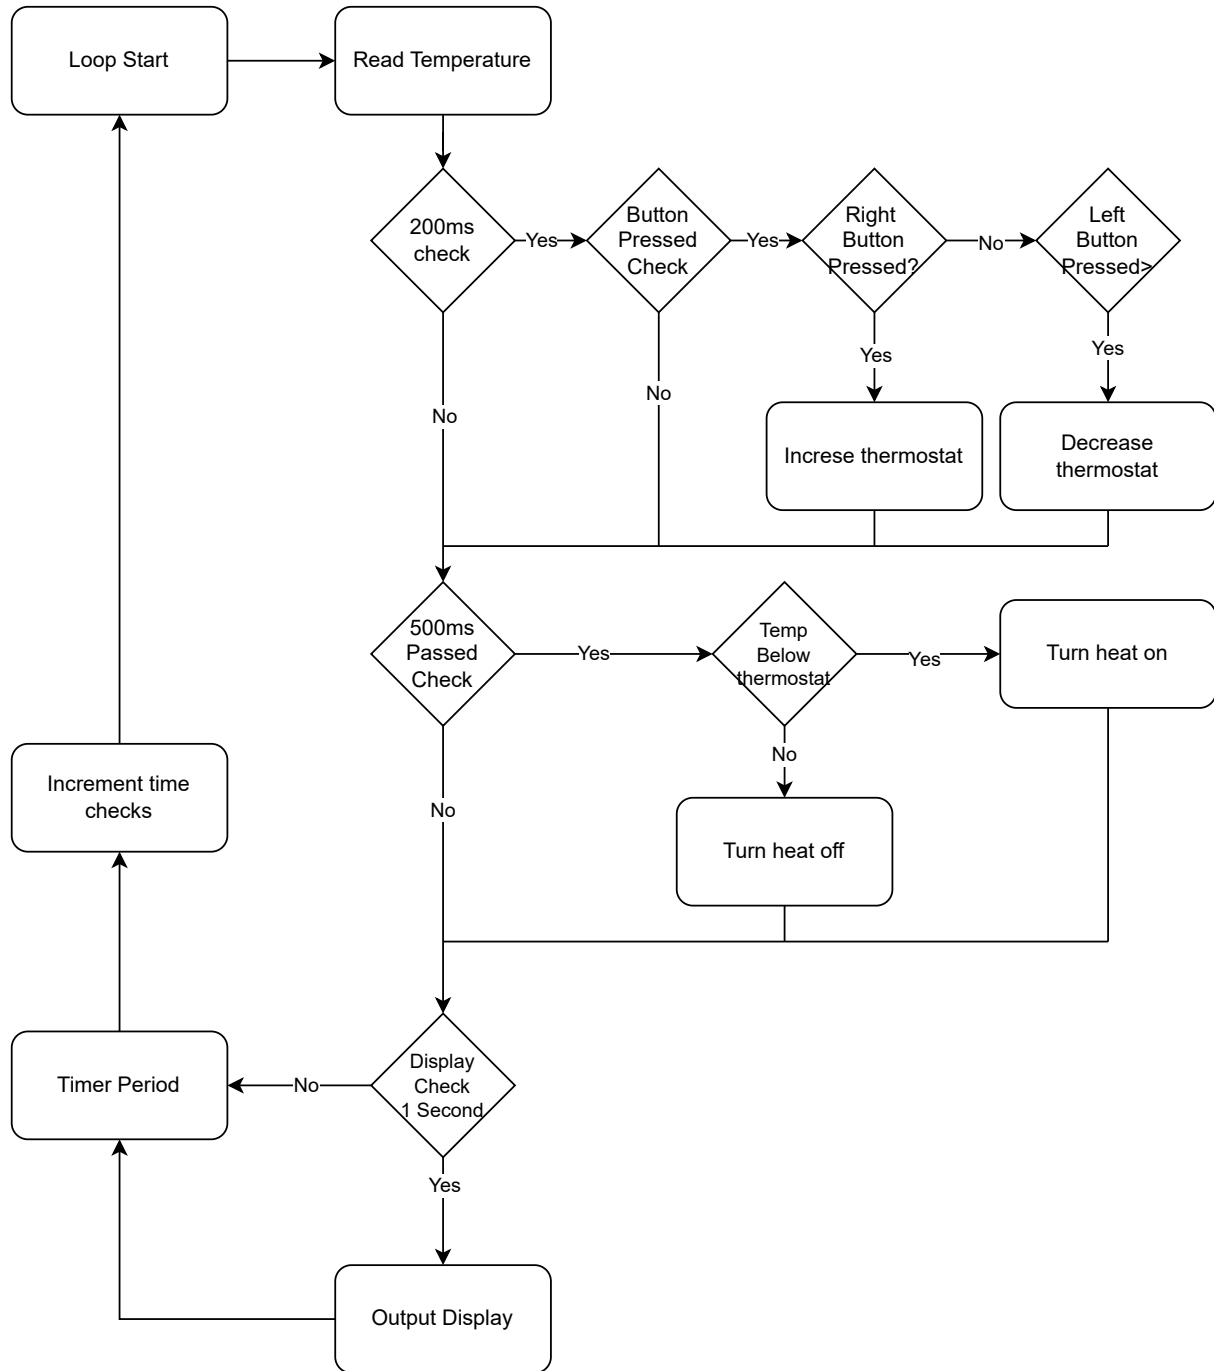 Loop Start
Read Temperature
200ms
check
Yes
Button
Pressed
Check
Yes
Right
Button
Pressed?
No
Left
Button
Pressed>
No
No
Yes
Yes
Increse thermostat
Decrease
thermostat
500ms
Passed
Check
Yes
Temp
Below
thermostat
Yes
Turn heat on
No
No
Turn heat off
Increment time
checks
Timer Period
No
Display
Check
1 Second
Yes
Output Display